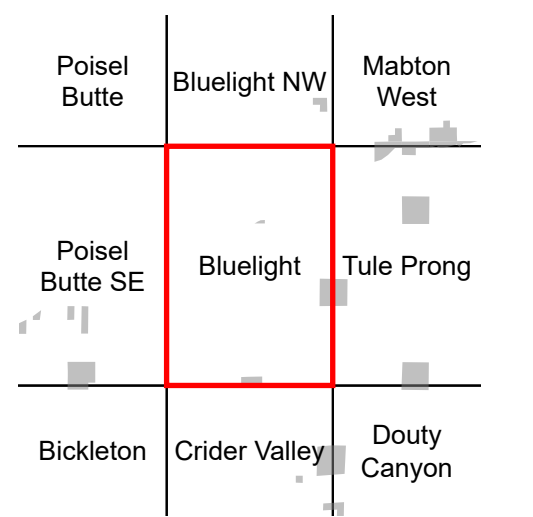 Poisel
Butte
Bluelight NW
Mabton
West
Poisel
Butte SE
Bluelight
Tule Prong
Bickleton
Crider Valley
Douty
Canyon